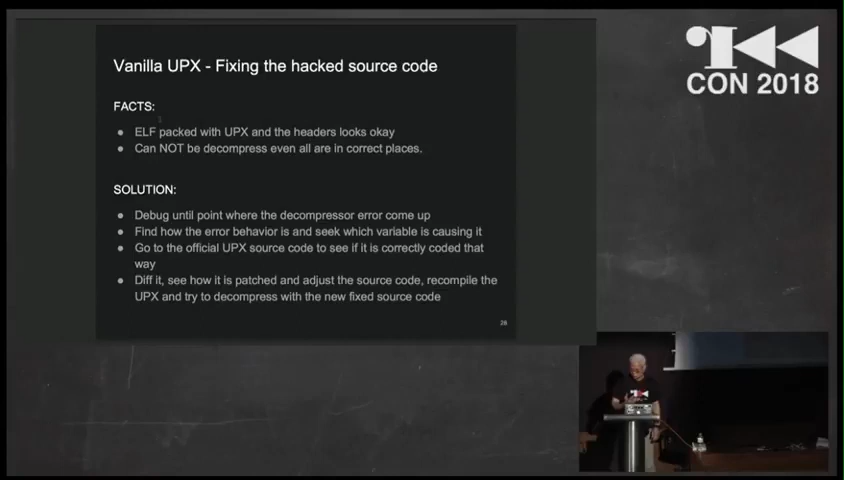 Vanilla UPX - Fixing the hacked source code
FACTS:
● ELF packed with UPX and the headers looks okay
● Can NOT be decompress even all are in correct places.
SOLUTION:
● Debug until point where the decompressor error come up
● Find how the error behavior is and seek which variable is causing it
● Go to the official UPX source code to see if it is correctly coded that
way
● Diff it, see how it is patched and adjust the source code, recompile the
UPX and try to decompress with the new fixed source code
26
CON 2018